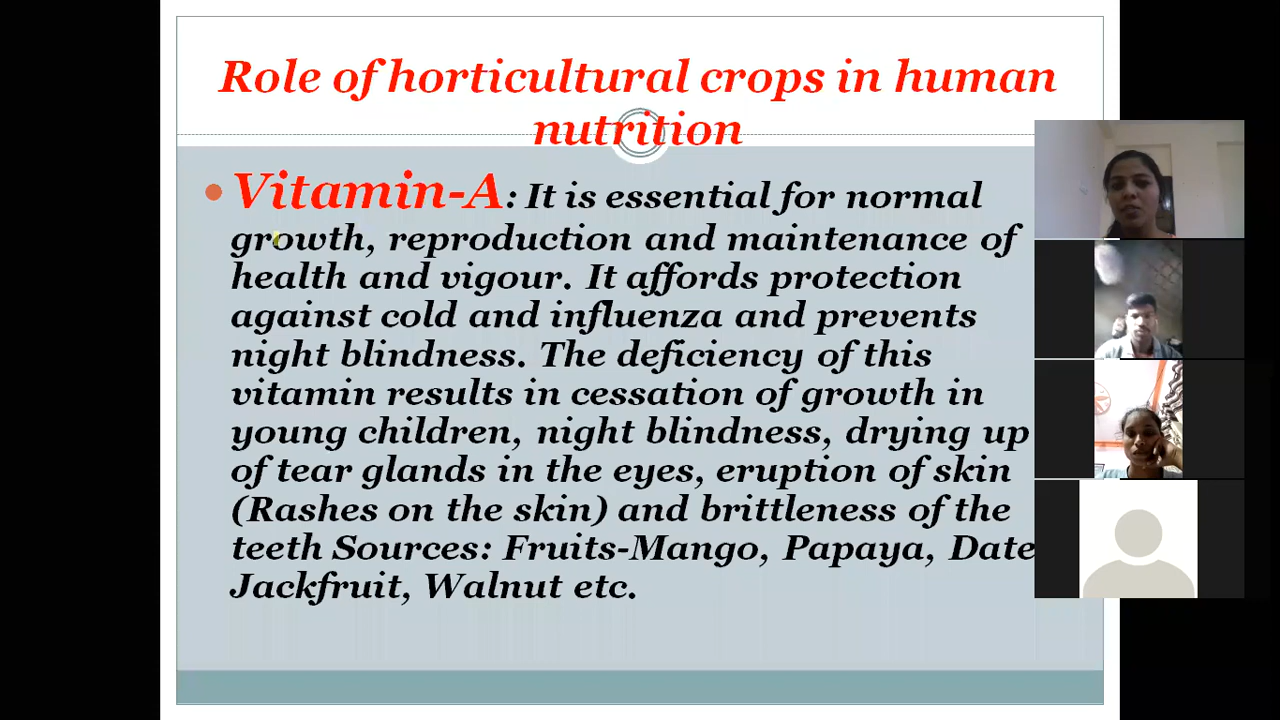 Role of horticultural crops in human
nutrition
Vitamin-A: It is essential for normal
growth, reproduction and maintenance of
health and vigour. It affords protection
against cold and influenza and prevents
night blindness. The deficiency of this
vitamin results in cessation of growth in
young children, night blindness, drying up
of tear glands in the eyes, eruption of skin
(Rashes on the skin) and brittleness of the
teeth Sources: Fruits-Mango, Papaya, Date
Jackfruit, Walnut etc.